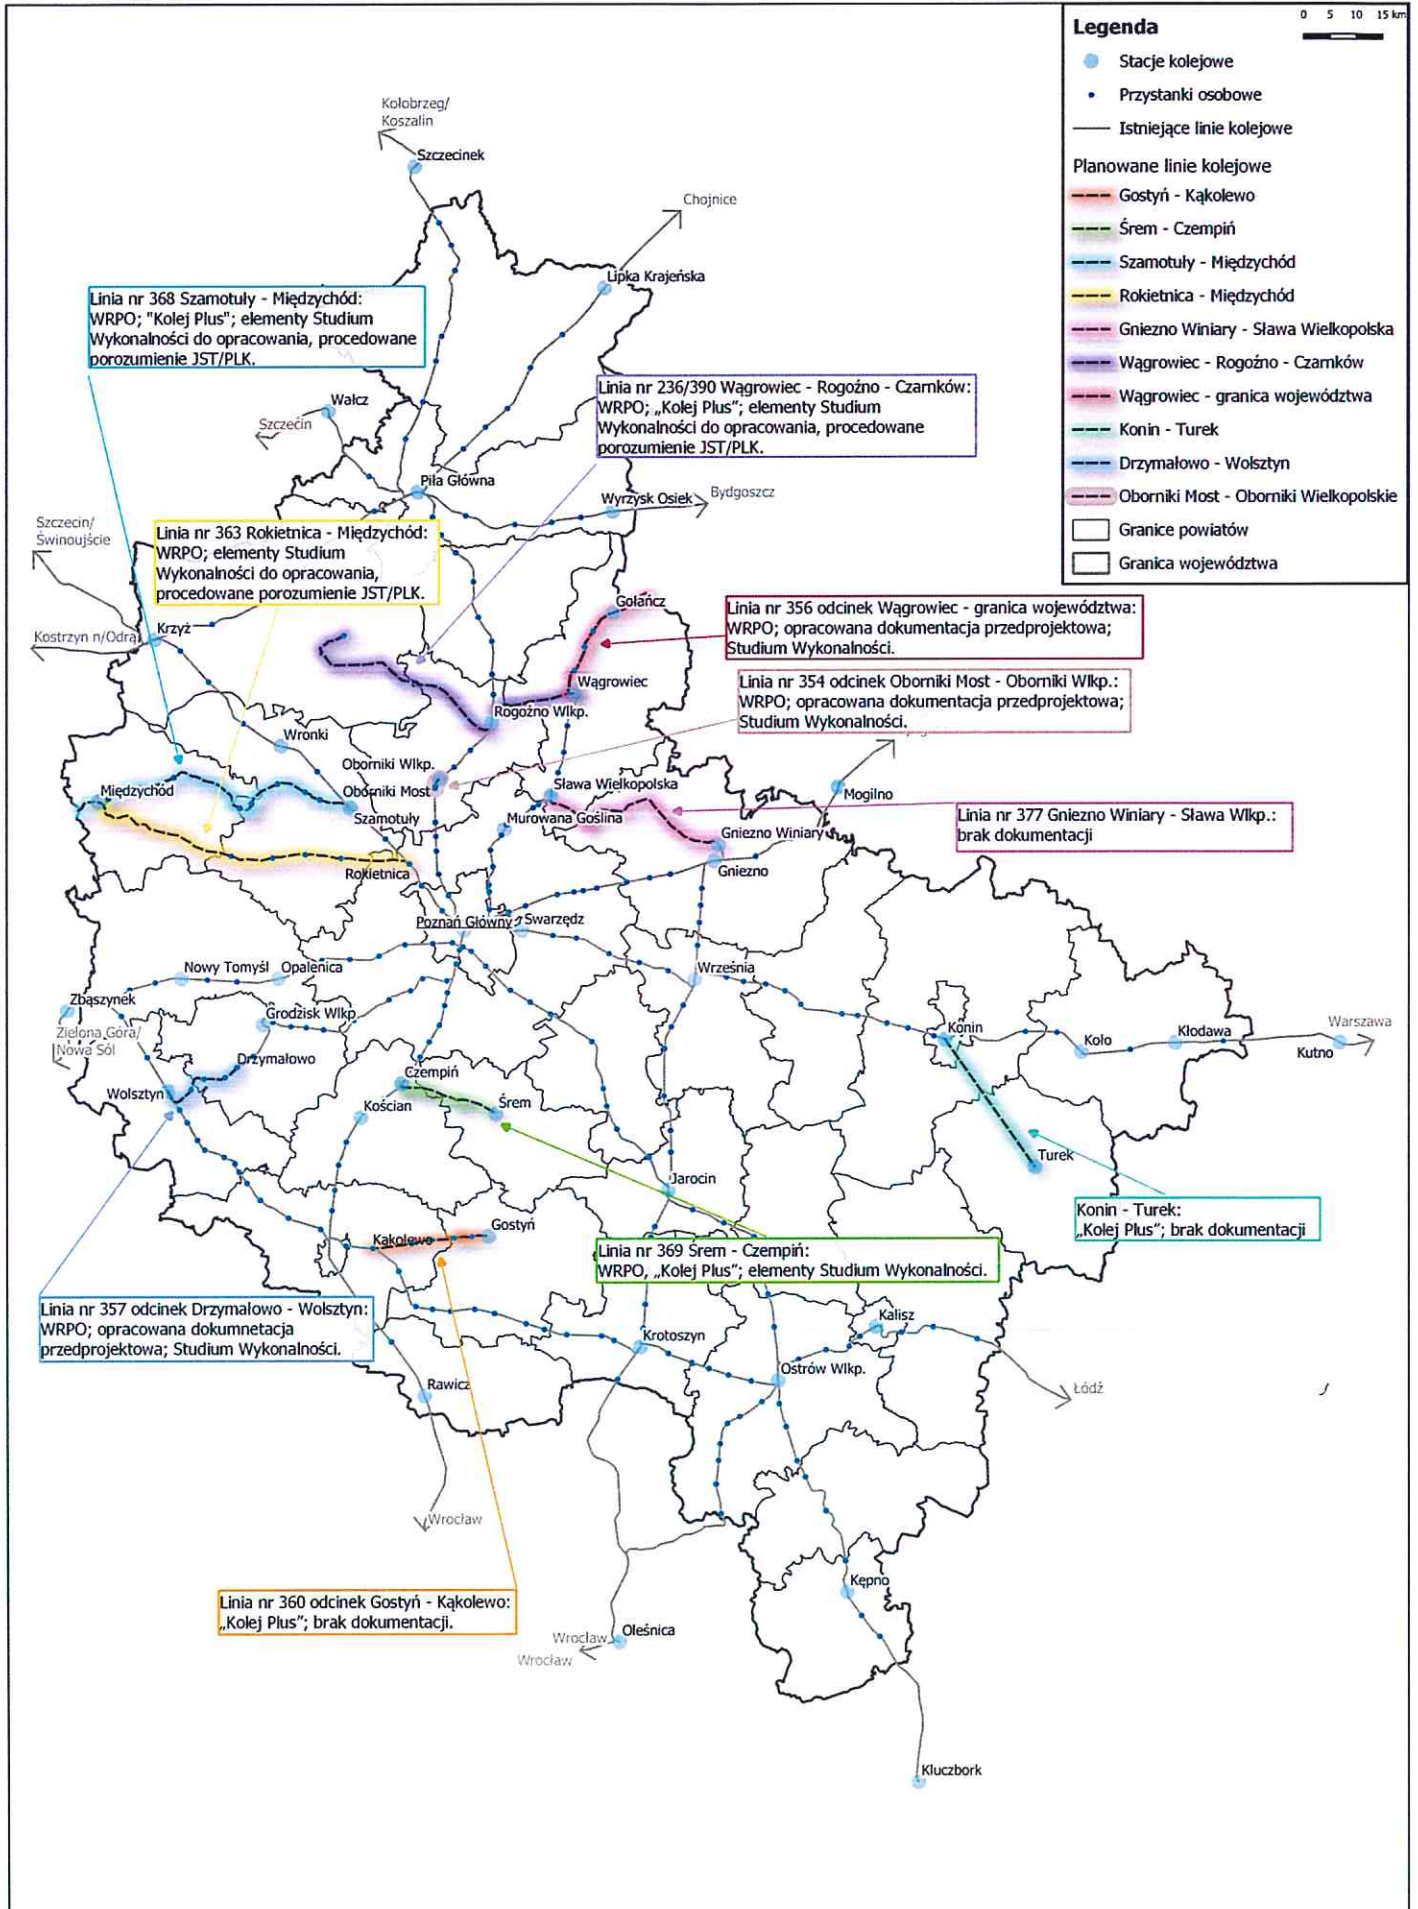 Legenda
0 5 10 15 km
Stacje kolejowe
Przystanki osobowe
Istniejące linie kolejowe
Planowane linie kolejowe
Gostyń - Kąkolewo
Śrem - Czempiń
Szamotuły - Międzychód
Rokietnica - Międzychód
Gniezno Winiary - Sława Wielkopolska
Wągrowiec - Rogoźno - Czarnków
Wągrowiec - granica województwa
Konin - Turek
Drzymałowo - Wolsztyn
Oborniki Most - Oborniki Wielkopolskie
Granice powiatów
Granica województwa
Kołobrzeg/
Koszalin
Szczecinek
Chojnice
Lipka Krajeńska
Linia nr 368 Szamotuły - Międzychód:
WRPO; "Kolej Plus"; elementy Studium
Wykonalności do opracowania, procedowane
porozumienie JST/PLK.
Wałcz
Szczecin
Linia nr 236/390 Wągrowiec - Rogoźno - Czarnków:
WRPO; „Kolej Plus”; elementy Studium
Wykonalności do opracowania, procedowane
porozumienie JST/PLK.
Piła Główna
Wyrzysk Osiek
Bydgoszcz
Szczecin/
Świnoujście
Linia nr 363 Rokietnica - Międzychód:
WRPO; elementy Studium
Wykonalności do opracowania,
procedowane porozumienie JST/PLK.
Kostrzyn n/Odrą
Krzyż
Gołańcz
Linia nr 356 odcinek Wągrowiec - granica województwa:
WRPO; opracowana dokumentacja przedprojektowa;
Studium Wykonalności.
Wągrowiec
Rogoźno Wlkp.
Linia nr 354 odcinek Oborniki Most - Oborniki Wlkp.:
WRPO; opracowana dokumentacja przedprojektowa;
Studium Wykonalności.
Wronki
Oborniki Wlkp.
Oborniki Most
Międzychód
Szamotuły
Sława Wielkopolska
Murowana Goślina
Mogilno
Gniezno Winiary
Gniezno
Linia nr 377 Gniezno Winiary - Sława Wlkp.:
brak dokumentacji
Rokietnica
Poznań Główny
Swarzędz
Nowy Tomyśl
Opalenica
Września
Zbąszynek
Grodzisk Wlkp
Zielona Góra/
Nowa Sól
Drzymałowo
Wolsztyn
Czempiń
Kościan
Śrem
Konin
Koło
Kłodawa
Warszawa
Kutno
Turek
Jarocin
Konin - Turek:
„Kolej Plus”; brak dokumentacji
Kąkolewo
Gostyń
Linia nr 369 Śrem - Czempiń:
WRPO, „Kolej Plus”; elementy Studium Wykonalności.
Linia nr 357 odcinek Drzymałowo - Wolsztyn:
WRPO; opracowana dokumnetacja
przedprojektowa; Studium Wykonalności.
Krotoszyn
Kalisz
Ostrów Wlkp.
Rawicz
Łódź
Wrocław
Kępno
Linia nr 360 odcinek Gostyń - Kąkolewo:
„Kolej Plus”; brak dokumentacji.
Wrocław
Oleśnica
Wrocław
Kluczbork